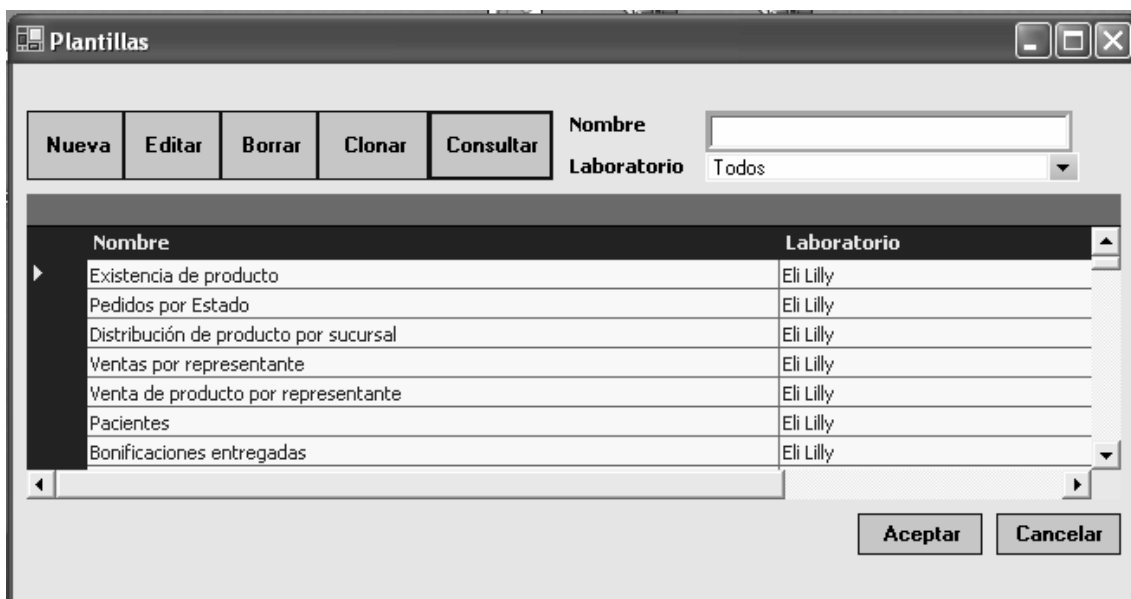 Plantillas
Nueva Editar Borrar Clonar Consultar
Nombre
Laboratorio Todos
Nombre Laboratorio
Existencia de producto Eli Lilly
Pedidos por Estado Eli Lilly
Distribución de producto por sucursal Eli Lilly
Ventas por representante Eli Lilly
Venta de producto por representante Eli Lilly
Pacientes Eli Lilly
Bonificaciones entregadas Eli Lilly
Aceptar Cancelar